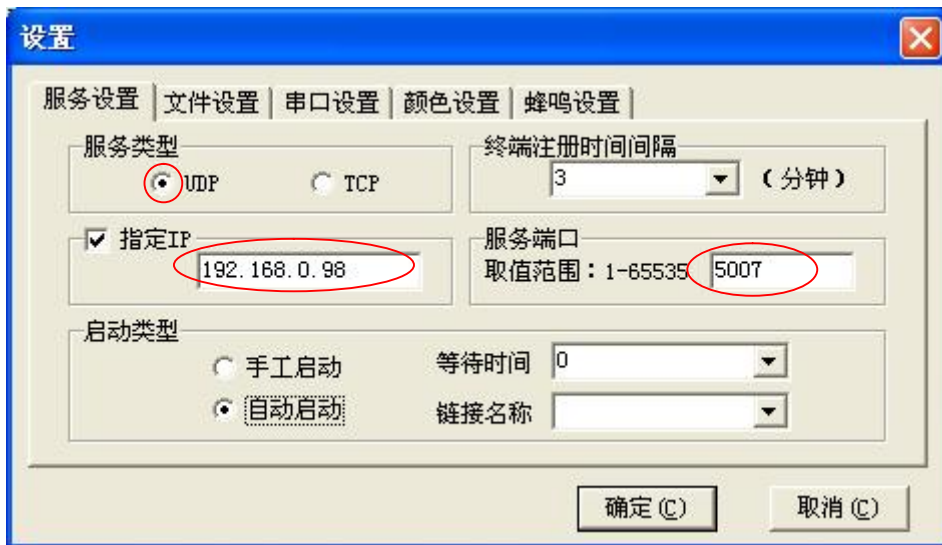 设置
服务设置 文件设置 串口设置 颜色设置 蜂鸣设置
服务类型
UDP TCP
终端注册时间间隔
3 (分钟)
指定IP
192.168.0.98
服务端口
取值范围：1-65535 5007
启动类型
手工启动 等待时间 0
自动启动 链接名称
确定(C) 取消(C)